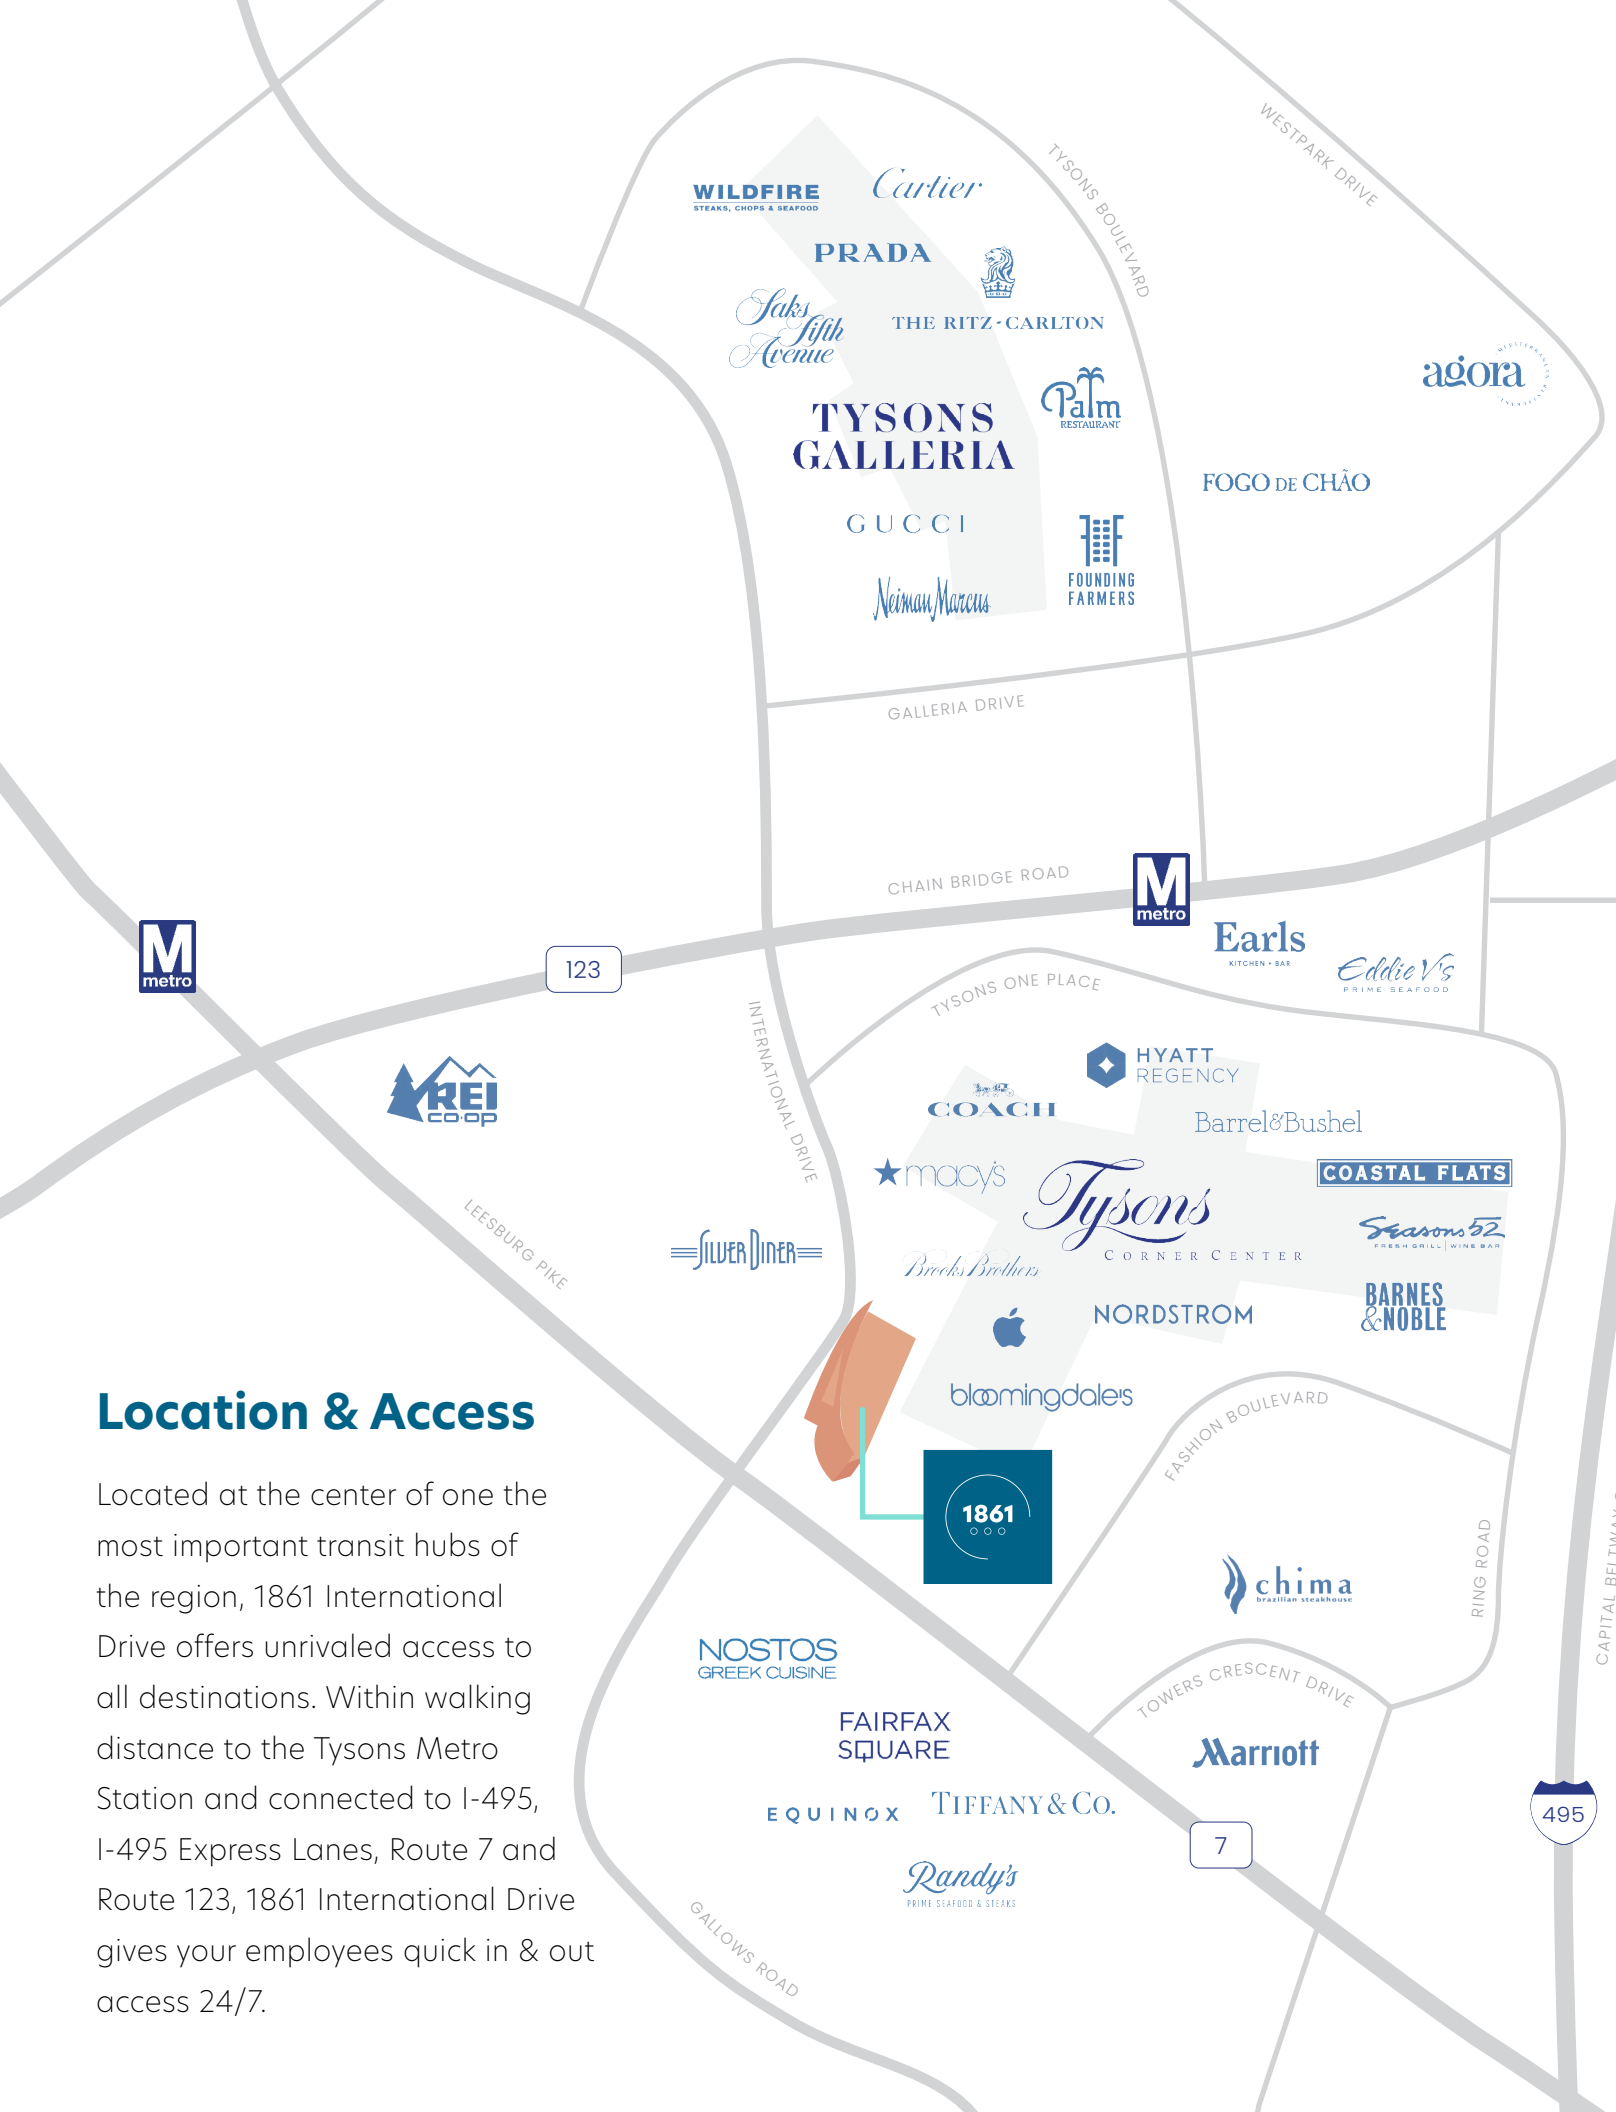 WESTPARK DRIVE
TYSONS BOULEVARD
WILDFIRE
STEAKS, CHOPS & SEAFOOD
Cartier
PRADA
Saks
Fifth
Avenue
THE RITZ-CARLTON
agora
Palm
RESTAURANT
TYSONS
GALLERIA
FOGO DE CHÃO
GUCCI
FOUNDING
FARMERS
Neiman Marcus
GALLERIA DRIVE
CHAIN BRIDGE ROAD
M
metro
M
metro
123
Earls
KITCHEN + BAR
Eddie V's
PRIME SEAFOOD
TYSONS ONE PLACE
INTERNATIONAL DRIVE
REI
co·op
HYATT
REGENCY
COACH
Barrel&Bushel
macy's
COASTAL FLATS
Tysons
CORNER CENTER
Seasons 52
FRESH GRILL | WINE BAR
LEESBURG PIKE
SILVER DINER
Brooks Brothers
BARNES
&NOBLE
NORDSTROM
bloomingdale's
FASHION BOULEVARD
Location & Access
Located at the center of one the
most important transit hubs of
the region, 1861 International
Drive offers unrivaled access to
all destinations. Within walking
distance to the Tysons Metro
Station and connected to I-495,
I-495 Express Lanes, Route 7 and
Route 123, 1861 International Drive
gives your employees quick in & out
access 24/7.
1861
RING ROAD
chima
brazilian steakhouse
NOSTOS
GREEK CUISINE
TOWERS CRESCENT DRIVE
FAIRFAX
SQUARE
Marriott
EQUINOX
TIFFANY & CO.
495
7
Randy's
PRIME SEAFOOD & STEAKS
GALLOWS ROAD
CAPITAL BELTWAY